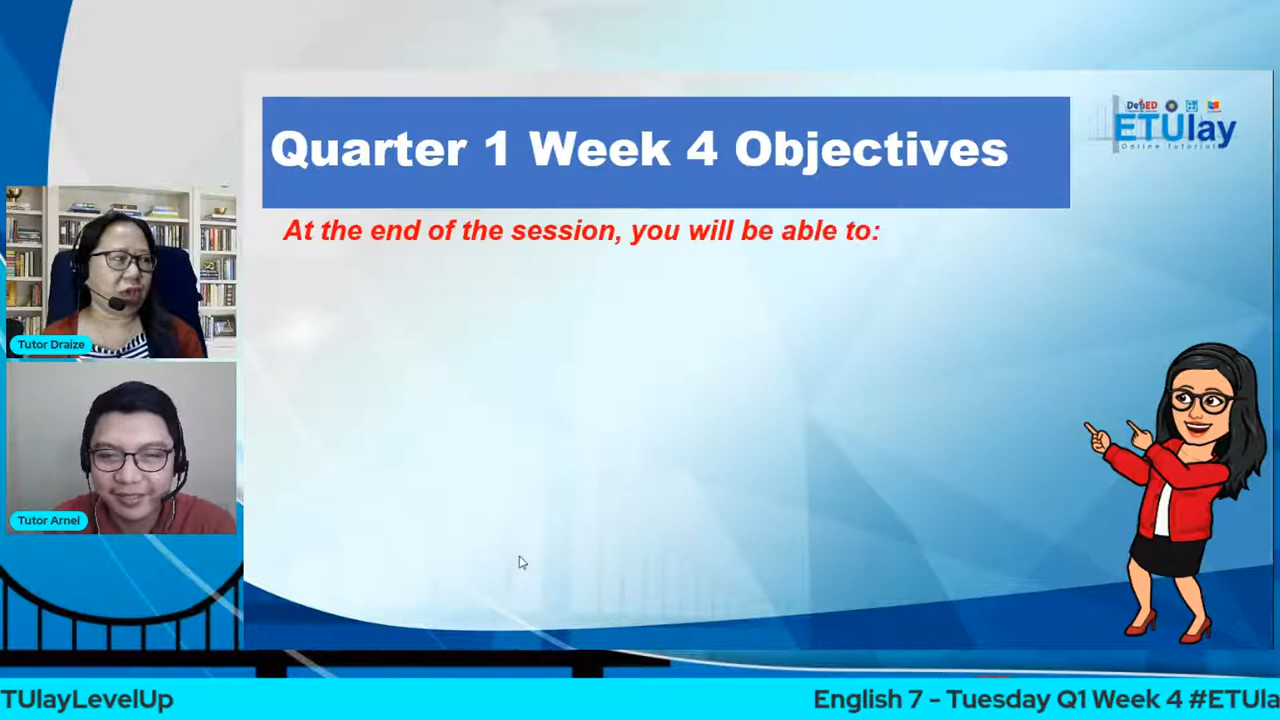 Quarter 1 Week 4 Objectives
DepED
ETUlay
Online Tutorial
At the end of the session, you will be able to:
Tutor Draize
Tutor Arnel
TUlayLevelUp
English 7 - Tuesday Q1 Week 4 #ETUla